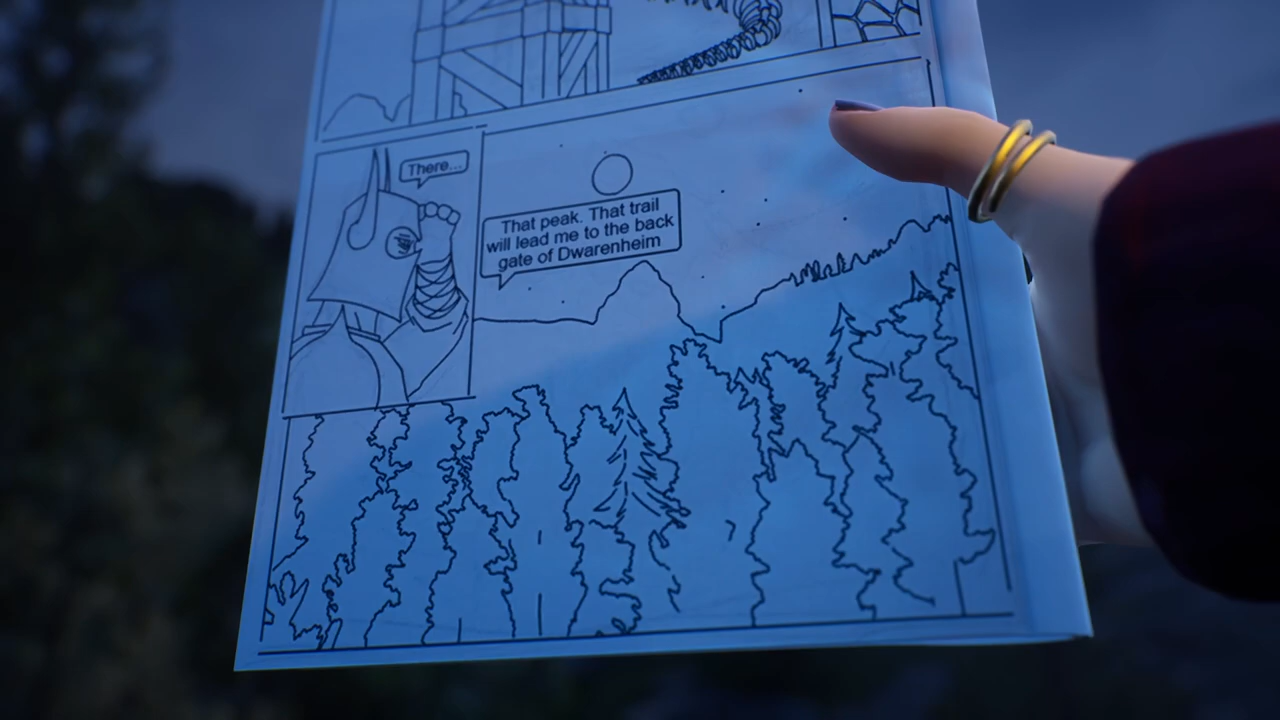 There...
That peak. That trail
will lead me to the back
gate of Dwarenheim